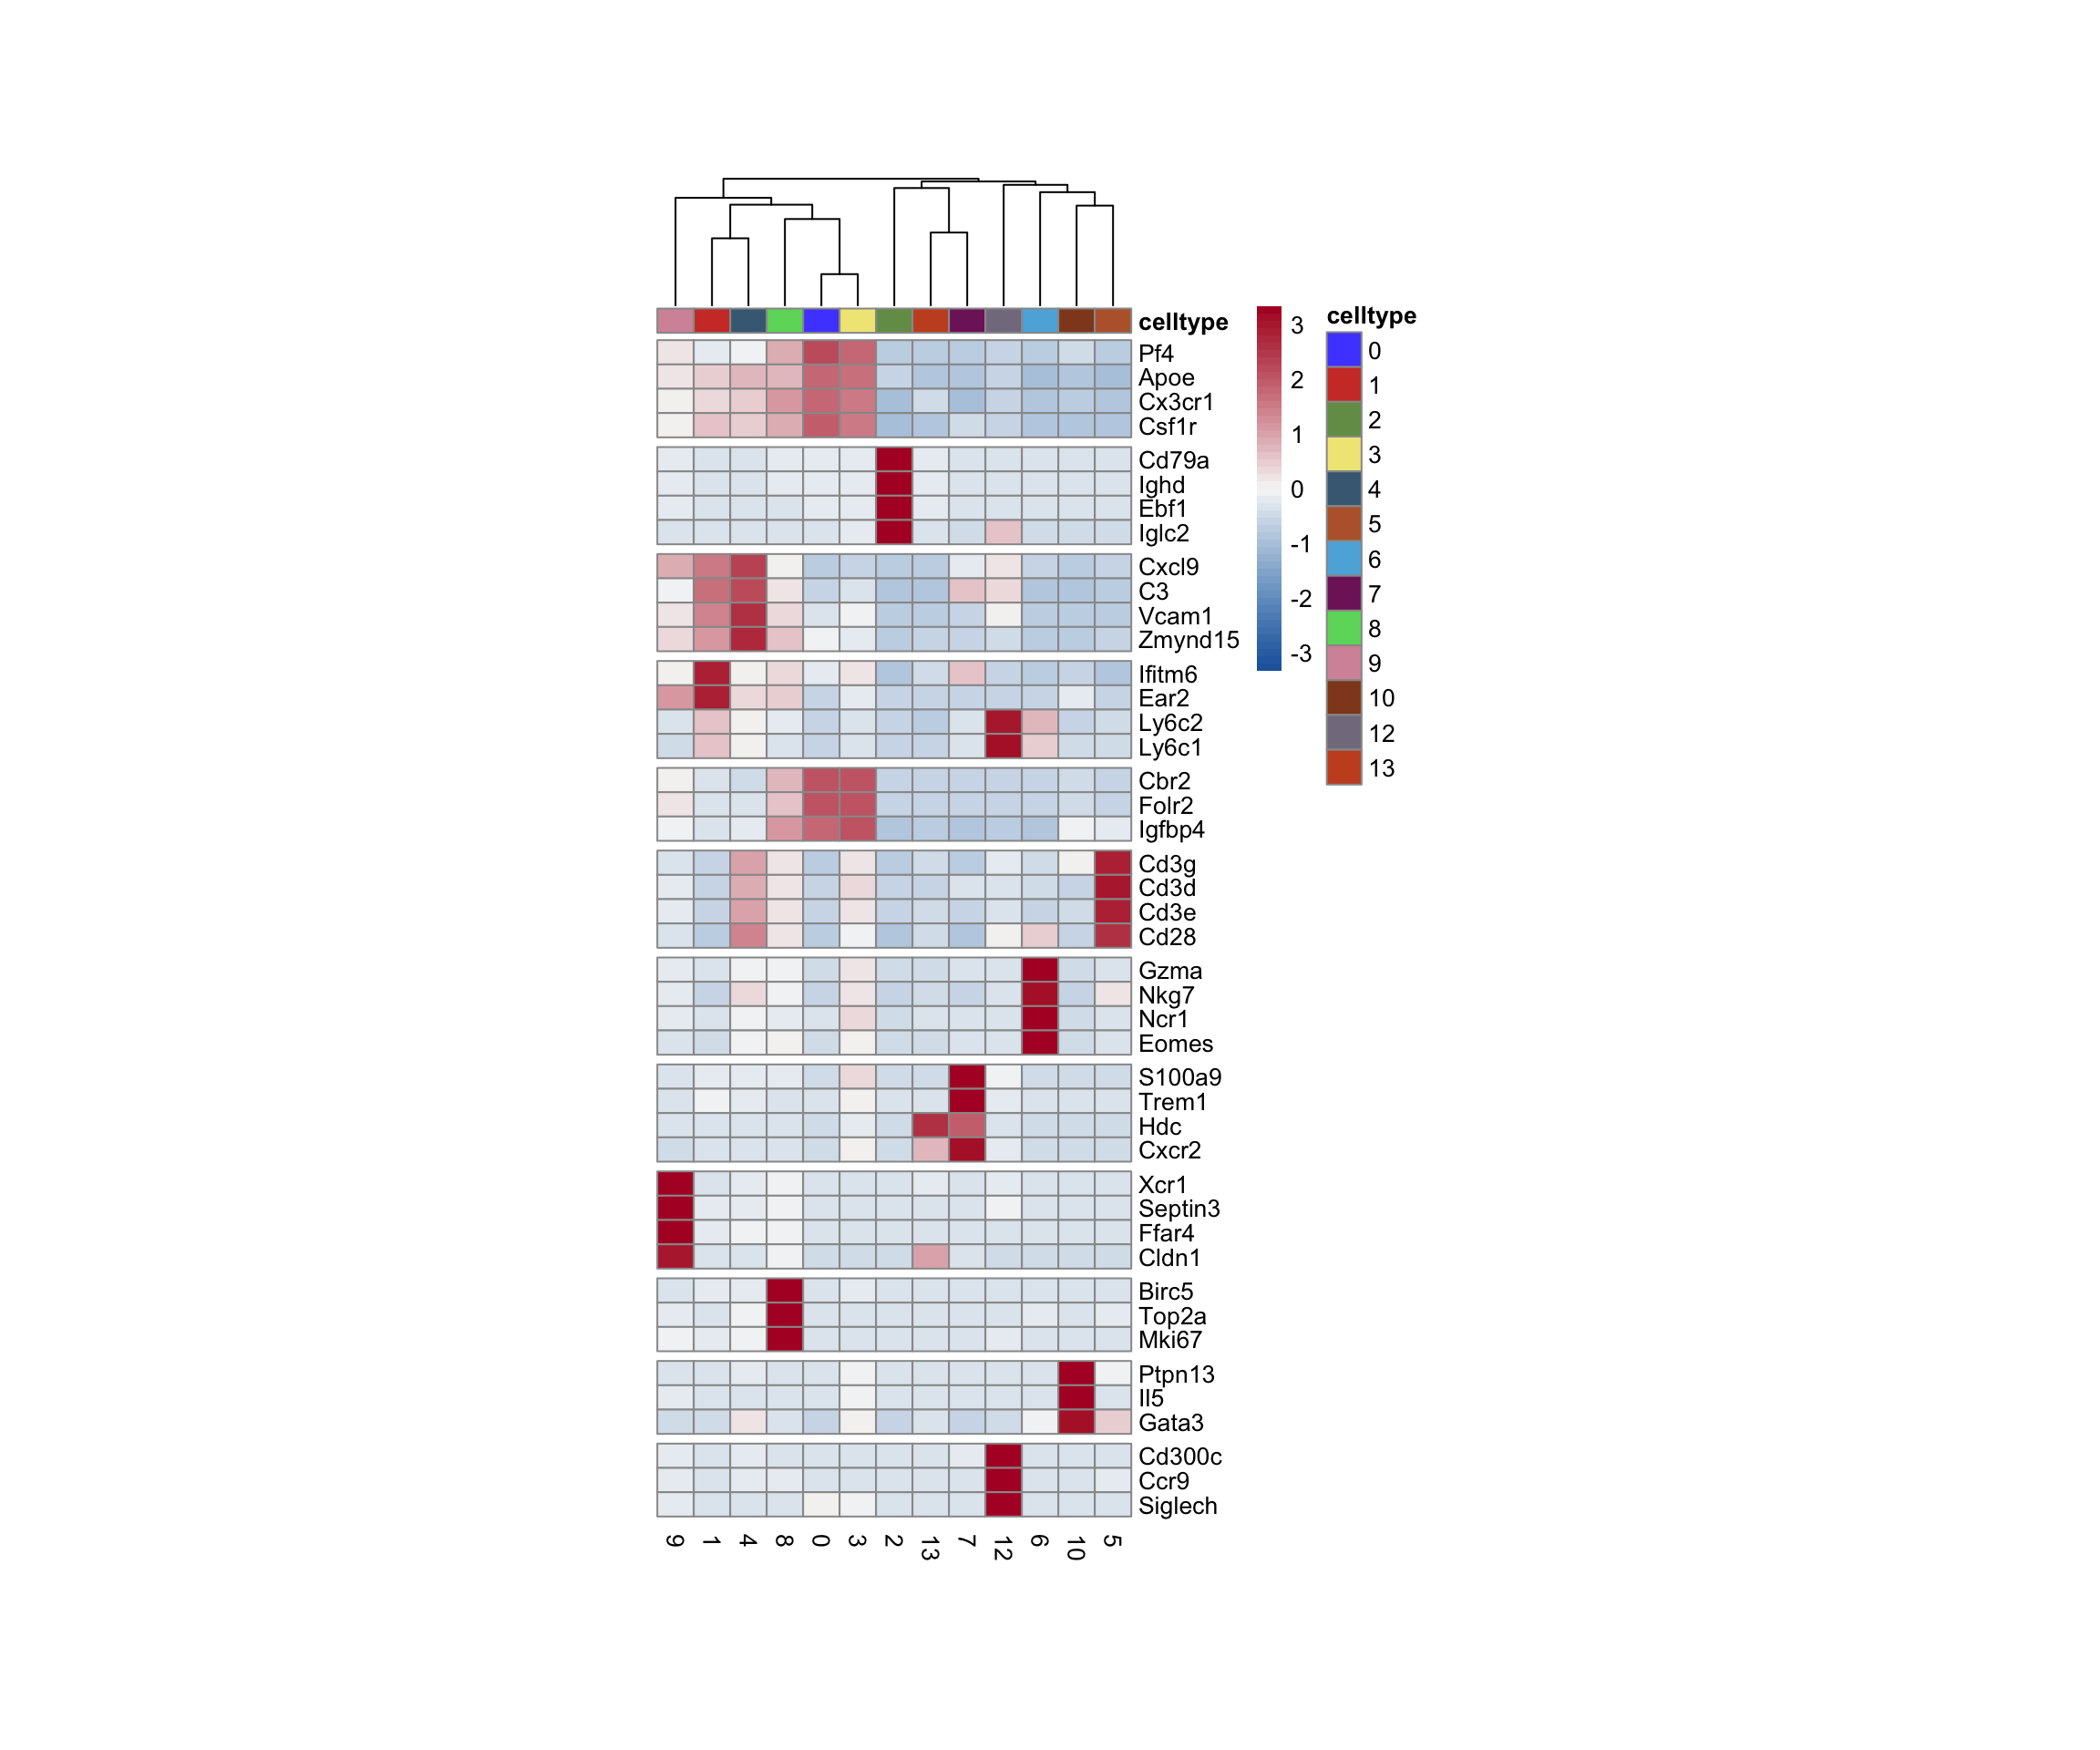 celltype
Pf4
Apoe
Cx3cr1
Csf1r
Cd79a
Ighd
Ebf1
Iglc2
Cxcl9
C3
Vcam1
Zmynd15
Ifitm6
Ear2
Ly6c2
Ly6c1
Cbr2
Folr2
Igfbp4
Cd3g
Cd3d
Cd3e
Cd28
Gzma
Nkg7
Ncr1
Eomes
S100a9
Trem1
Hdc
Cxcr2
Xcr1
Septin3
Ffar4
Cldn1
Birc5
Top2a
Mki67
Ptpn13
Il5
Gata3
Cd300c
Ccr9
Siglech
9 1 4 8 0 3 2 13 7 12 6 10 5
3
2
1
0
-1
-2
-3
celltype
0
1
2
3
4
5
6
7
8
9
10
12
13